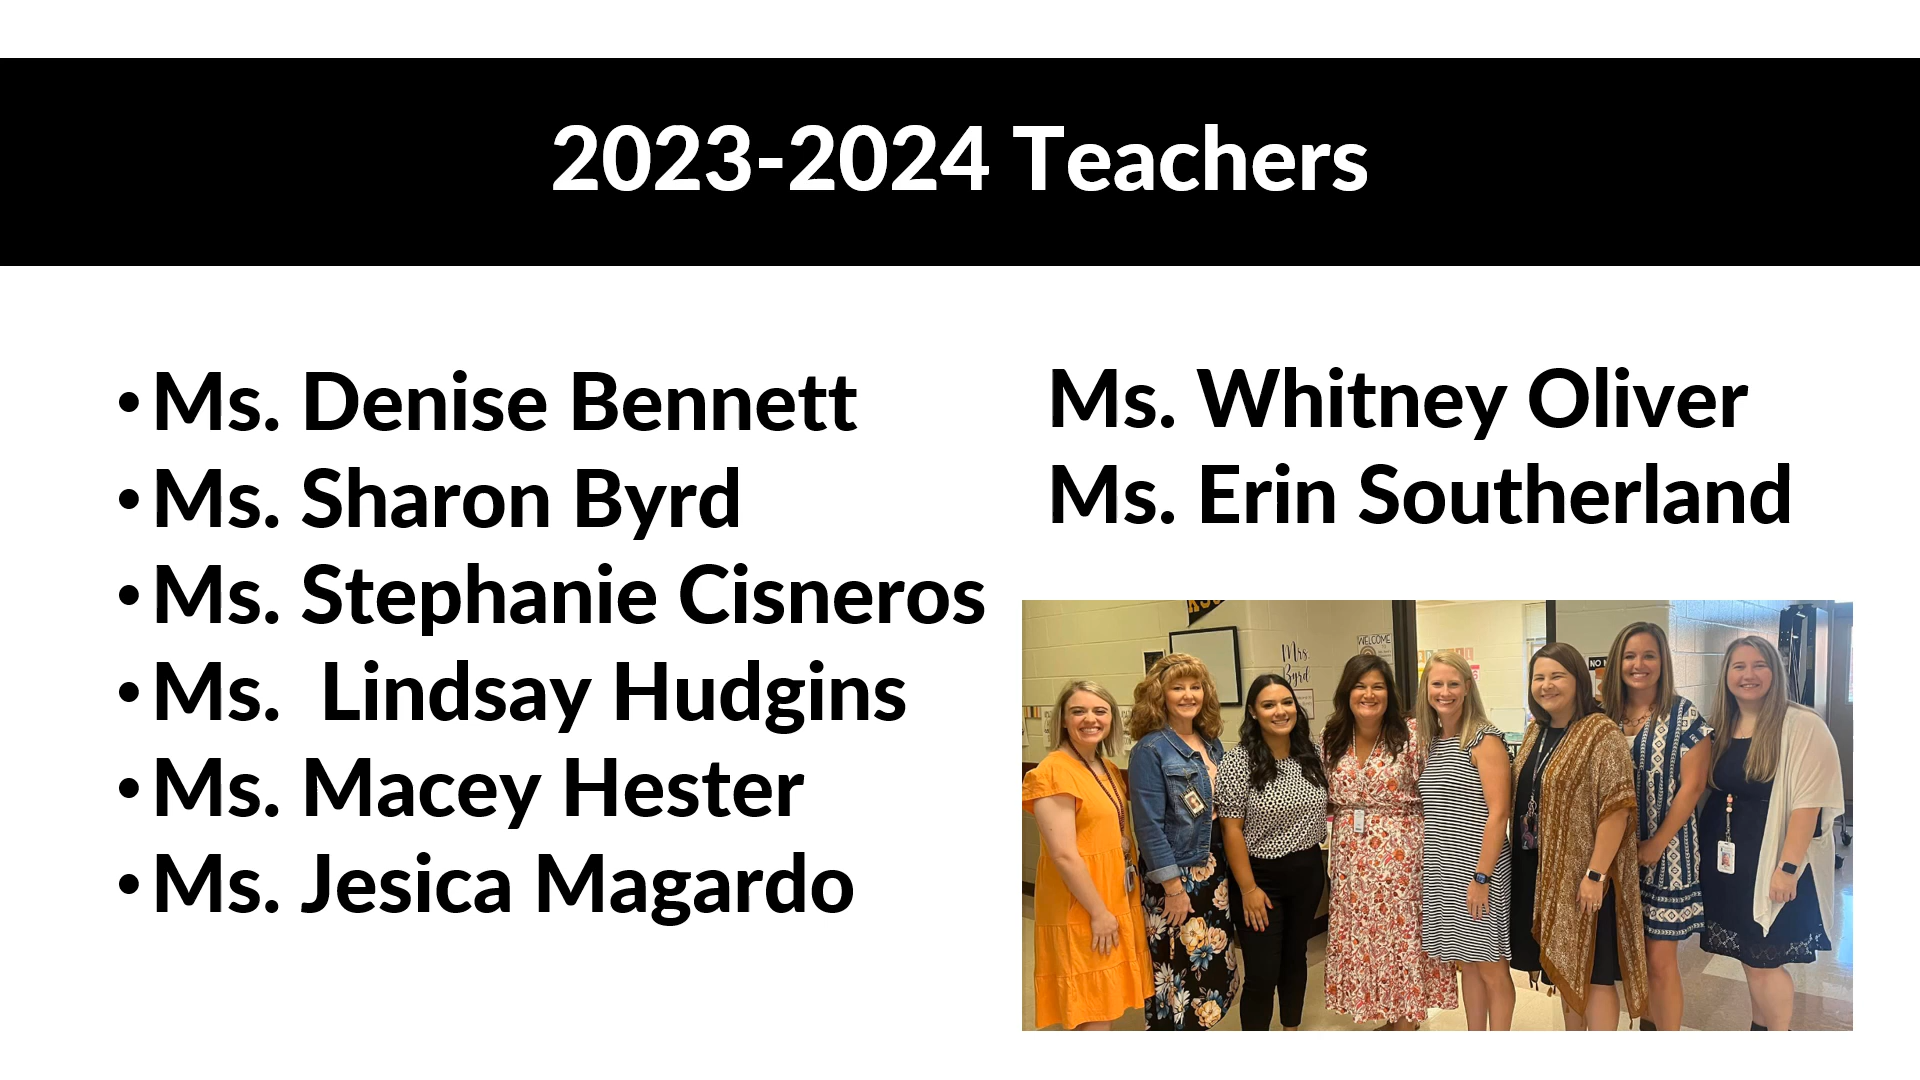 2023-2024 Teachers
• Ms. Denise Bennett
• Ms. Sharon Byrd
• Ms. Stephanie Cisneros
• Ms.  Lindsay Hudgins
• Ms. Macey Hester
• Ms. Jesica Magardo
Ms. Whitney Oliver
Ms. Erin Southerland
Mrs.
Byrd
WELCOME
NO